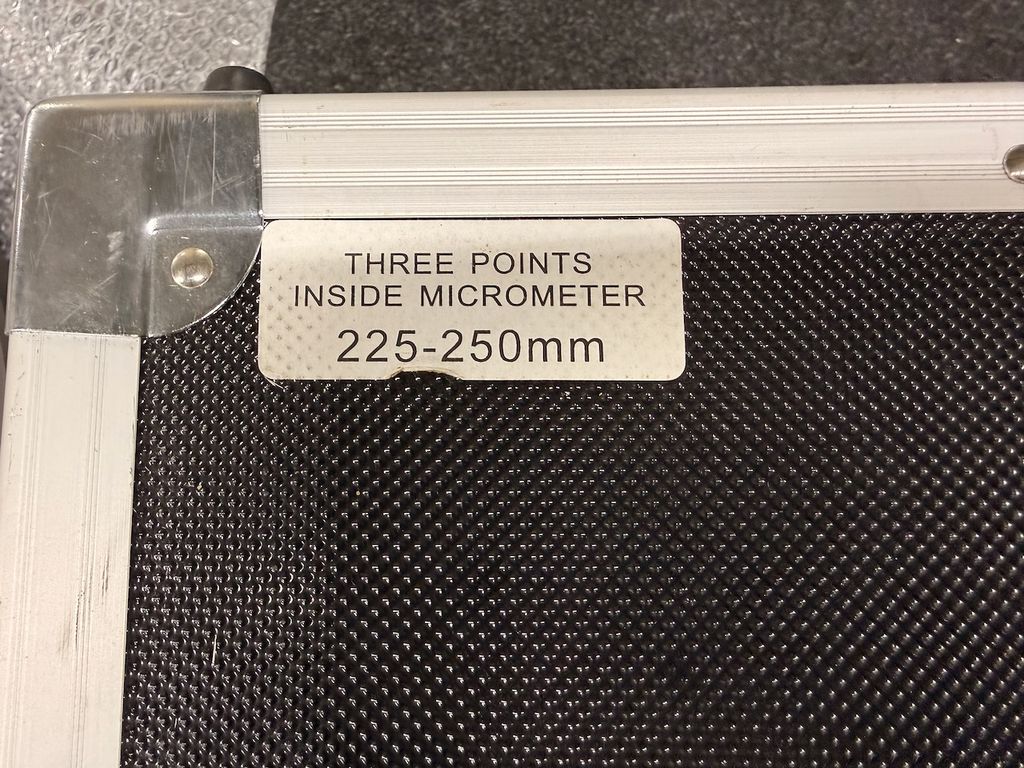 THREE POINTS
INSIDE MICROMETER
225-250mm